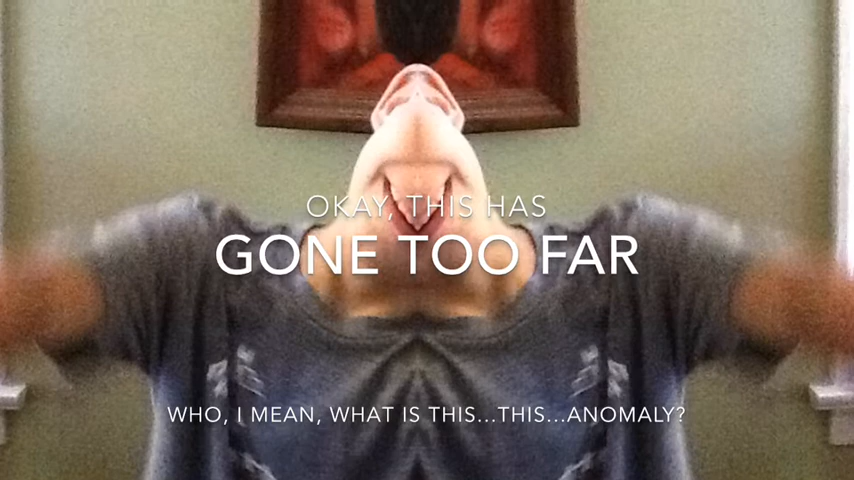 OKAY, THIS HAS
GONE TOO FAR
WHO, I MEAN, WHAT IS THIS...THIS...ANOMALY?